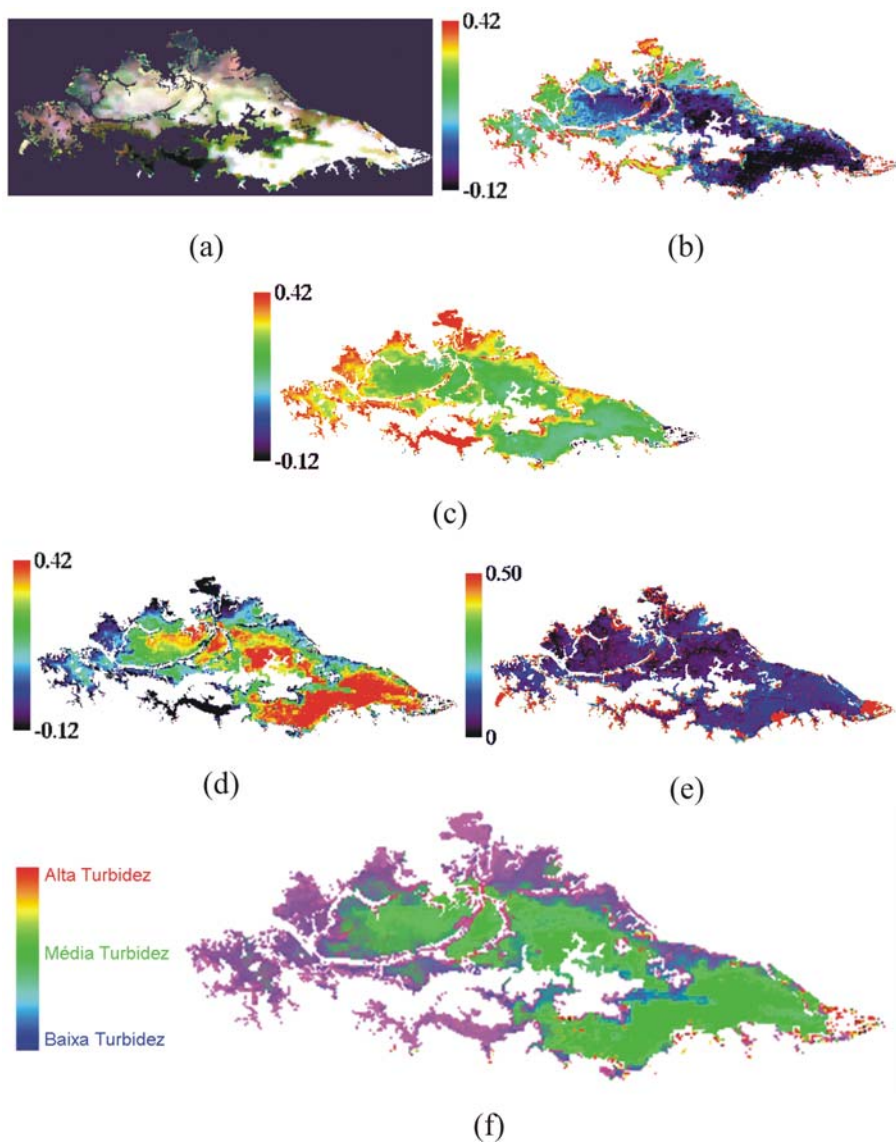 0.42
-0.12
(a)
(b)
0.42
-0.12
(c)
0.42
-0.12
(d)
0.50
0
(e)
Alta Turbidez
Média Turbidez
Baixa Turbidez
(f)